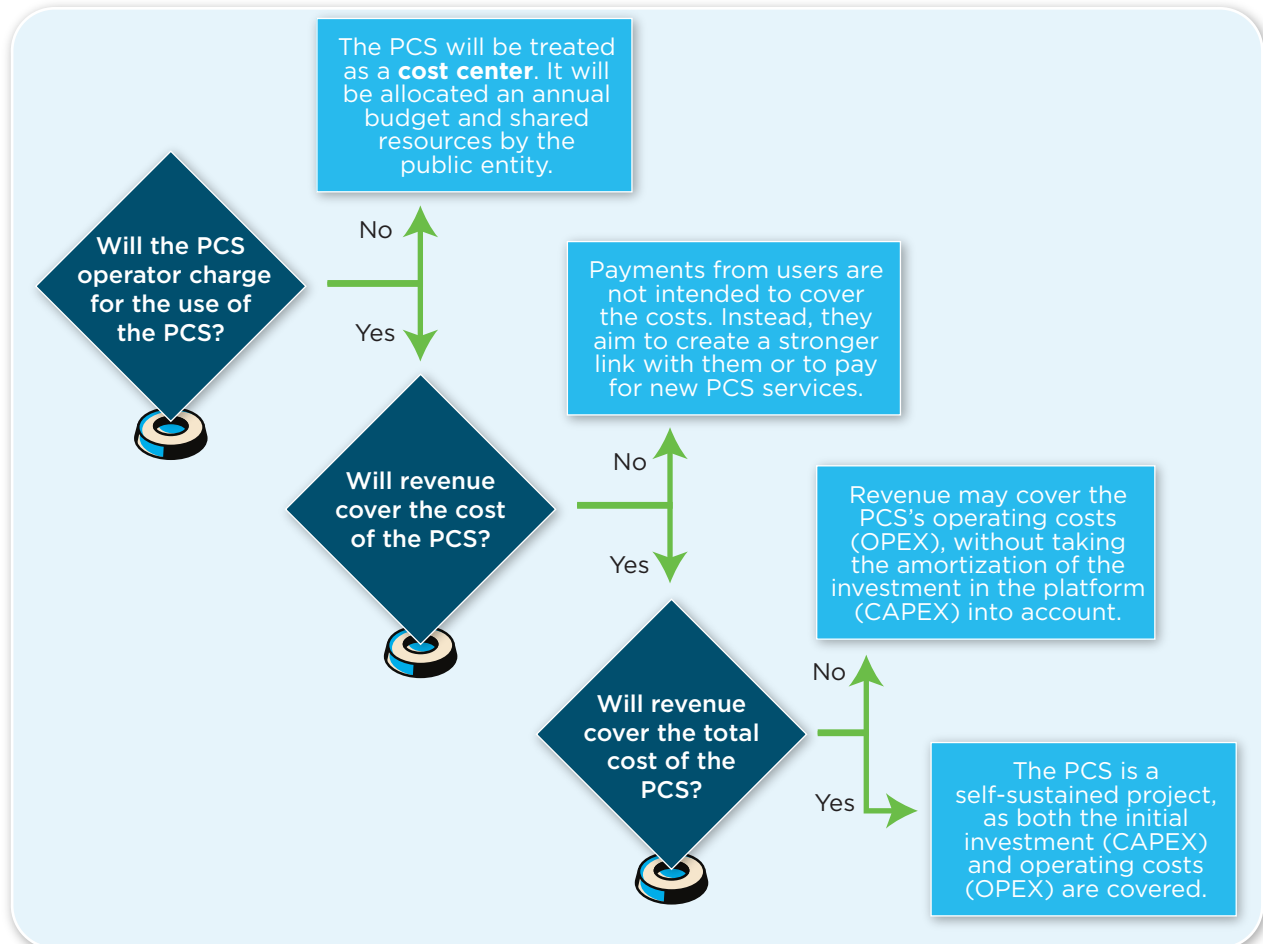 The PCS will be treated
as a cost center. It will
be allocated an annual
budget and shared
resources by the
public entity.
Will the PCS
operator charge
for the use of
the PCS?
No
Yes
Payments from users are
not intended to cover
the costs. Instead, they
aim to create a stronger
link with them or to pay
for new PCS services.
Will revenue
cover the cost
of the PCS?
No
Yes
Revenue may cover the
PCS’s operating costs
(OPEX), without taking
the amortization of the
investment in the platform
(CAPEX) into account.
Will revenue
cover the total
cost of the
PCS?
No
Yes
The PCS is a
self-sustained project,
as both the initial
investment (CAPEX)
and operating costs
(OPEX) are covered.